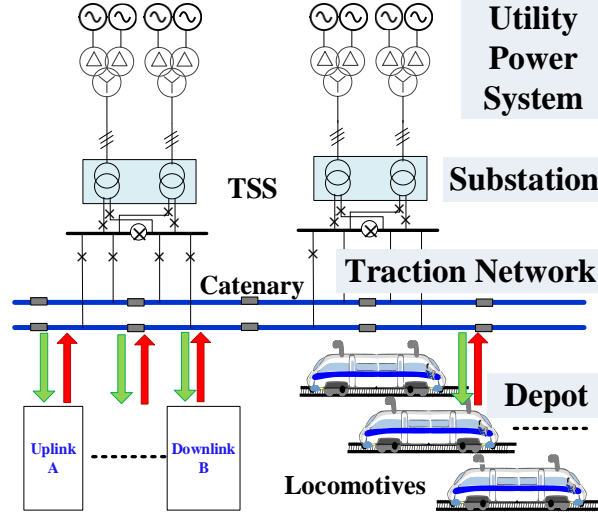 Utility
Power
System
TSS
Substation
Traction Network
Catenary
Depot
Uplink
A
Downlink
B
Locomotives